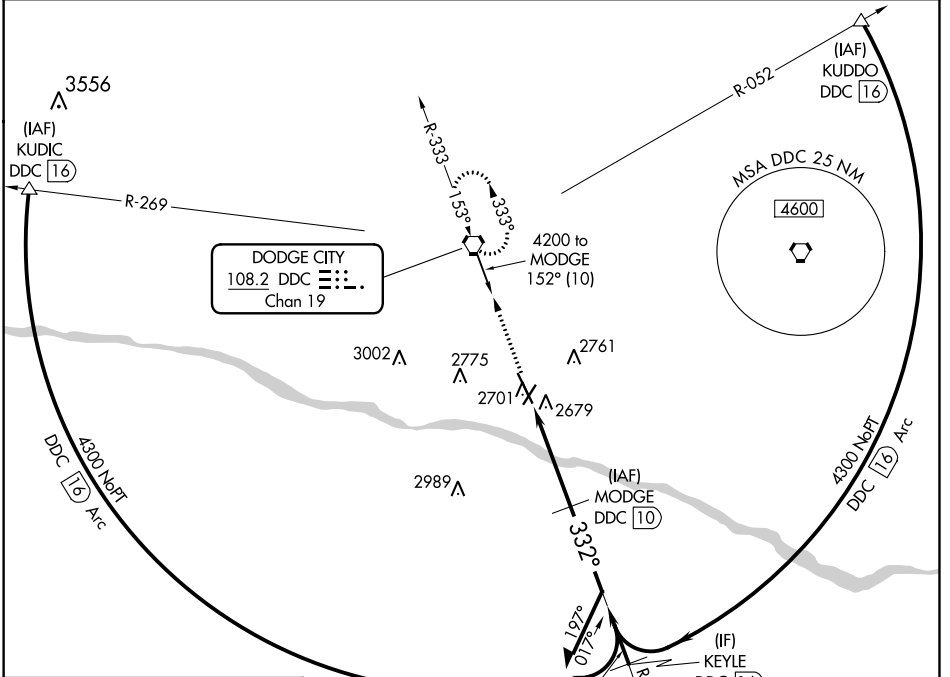 3556
(IAF)
KUDIC
DDC 16
R-269
R-333
153°
333°
DODGE CITY
108.2 DDC
Chan 19
4200 to
MODGE
152° (10)
R-052
(IAF)
KUDDO
DDC 16
MSA DDC 25 NM
4600
3002
2775
2761
2701
2679
2989
4300 NoPT
DDC 16 Arc
4300 NoPT
DDC 16 Arc
(IAF)
MODGE
DDC 10
332°
197°
017°
(IF)
KEYLE